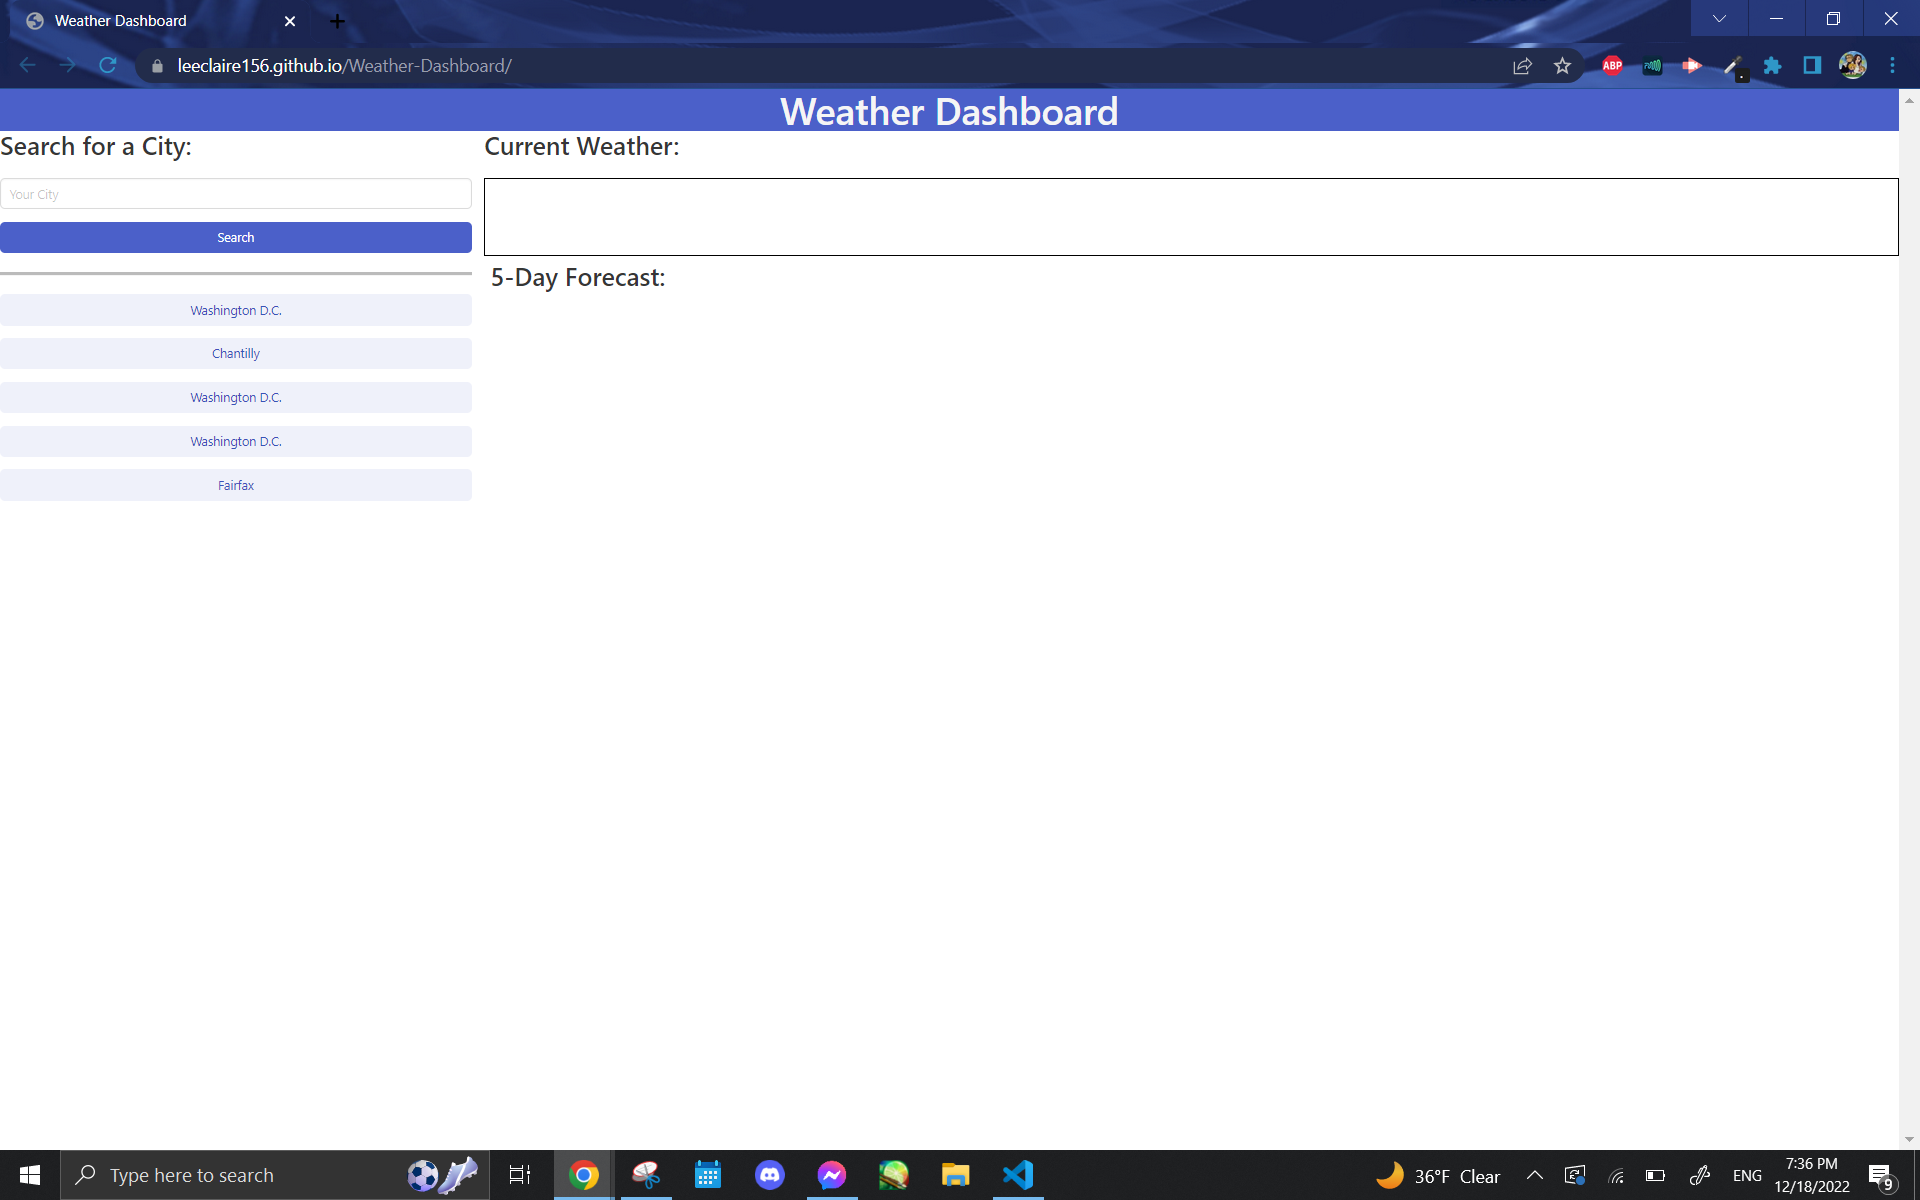 Weather Dashboard
leeclaire156.github.io/Weather-Dashboard/
ABP
Weather Dashboard
Search for a City:
Your City
Search
Washington D.C.
Chantilly
Washington D.C.
Washington D.C.
Fairfax
Current Weather:
5-Day Forecast:
Type here to search
36°F Clear
ENG
7:36 PM
12/18/2022
9